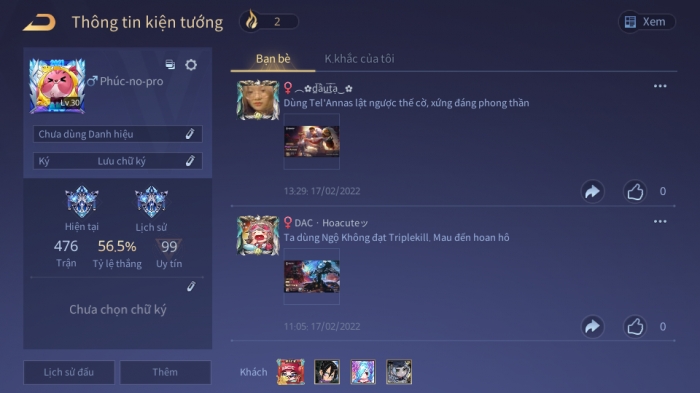 Thông tin kiện tướng
2
Xem
Phúc-no-pro
Lv.30
Chưa dùng Danh hiệu
Ký Lưu chữ ký
Hiện tại
Lịch sử
476
56.5%
99
Trận
Tỷ lệ thắng
Uy tín
Chưa chọn chữ ký
Lịch sử đấu
Thêm
Bạn bè
K.khắc của tôi
Dùng Tel'Annas lật ngược thế cờ, xứng đáng phong thần
13:29: 17/02/2022
0
DAC · Hoacuteッ
Ta dùng Ngộ Không đạt Triplekill. Mau đến hoan hô
11:05: 17/02/2022
0
Khách